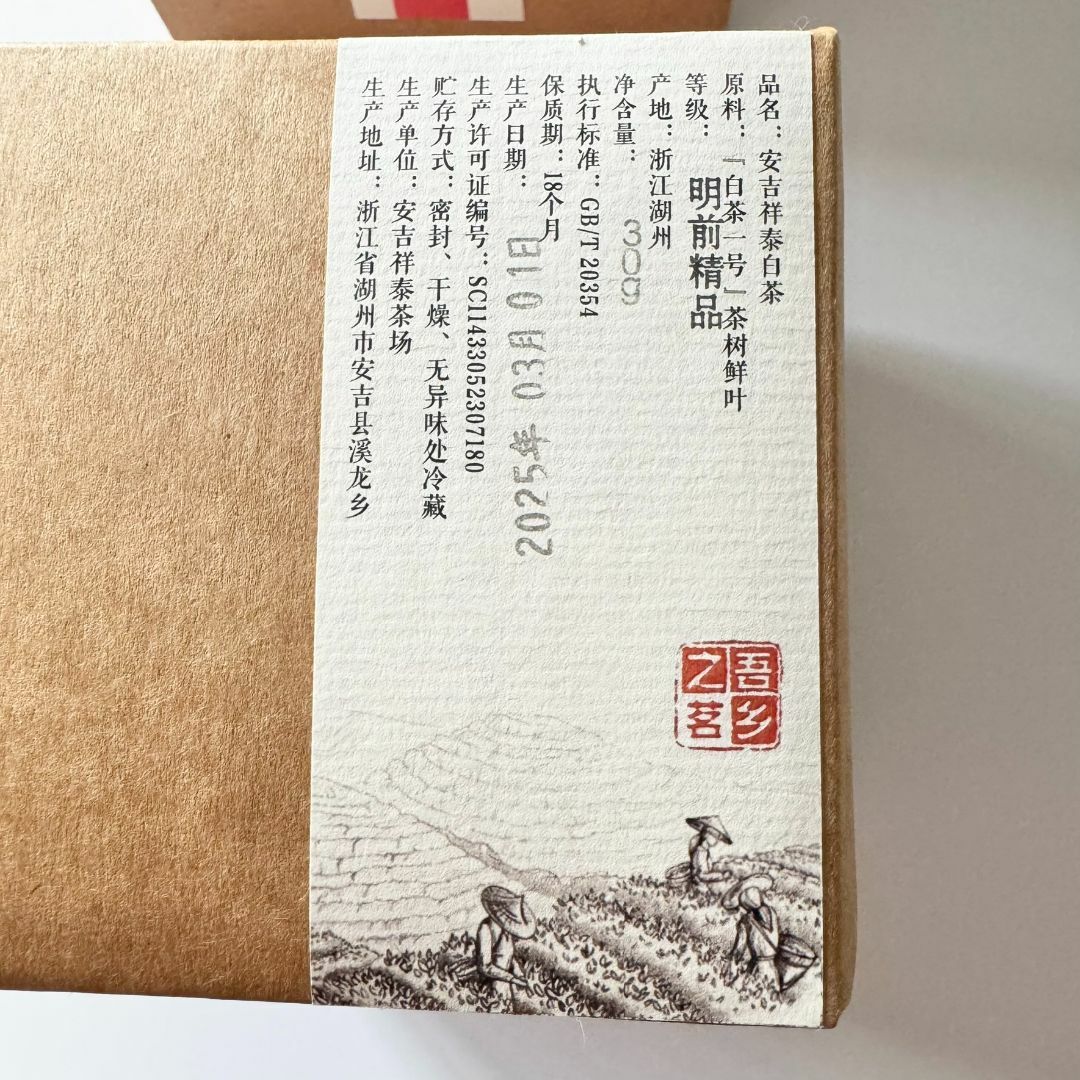 品名：安吉祥泰白茶
原料：『白茶一号』茶树鲜叶
等级：明前精品
产地：浙江湖州
净含量：30g
执行标准：GB/T 20354
保质期：18个月
生产日期：2025年 03月 01日
生产许可证编号：SC11433052307180
贮存方式：密封、干燥、无异味处冷藏
生产单位：安吉祥泰茶场
生产地址：浙江省湖州市安吉县溪龙乡
吾乡
之茗